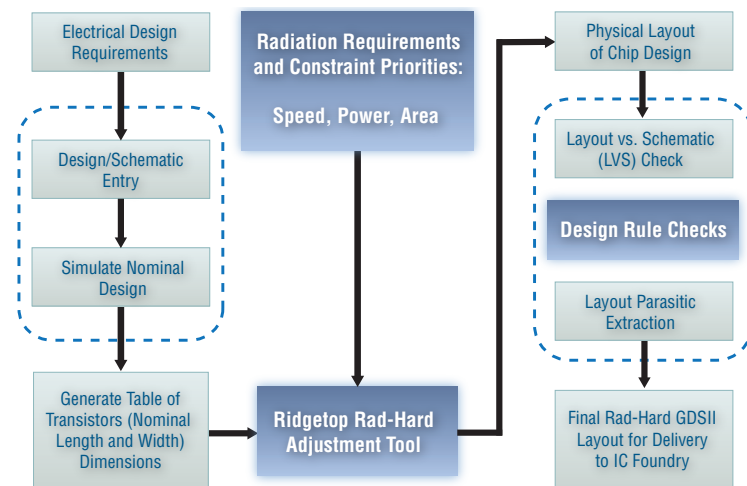 Electrical Design
Requirements
Design/Schematic
Entry
Simulate Nominal
Design
Generate Table of
Transistors (Nominal
Length and Width)
Dimensions
Radiation Requirements
and Constraint Priorities:
Speed, Power, Area
Ridgetop Rad-Hard
Adjustment Tool
Physical Layout
of Chip Design
Layout vs. Schematic
(LVS) Check
Design Rule Checks
Layout Parasitic
Extraction
Final Rad-Hard GDSII
Layout for Delivery
to IC Foundry